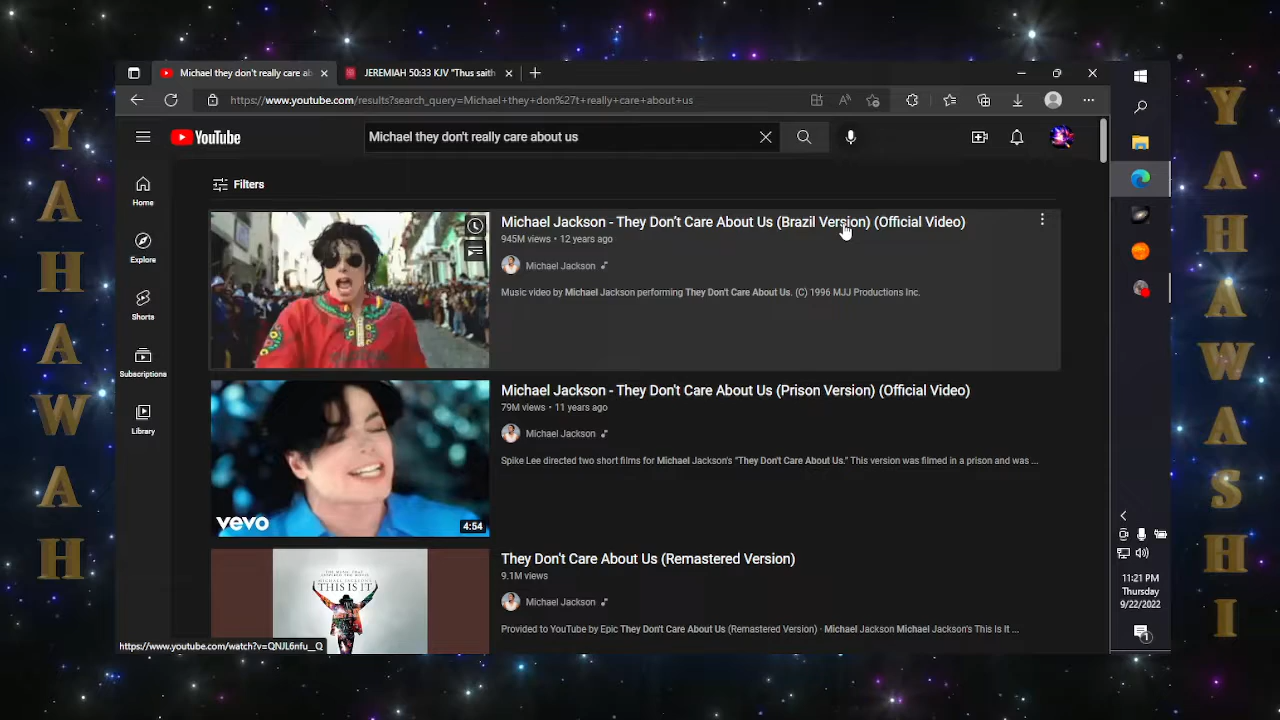 YAHAWAH
YAHAWASHI
Michael they don't really care ab
JEREMIAH 50:33 KJV "Thus saith
https://www.youtube.com/results?search_query=Michael+they+don%27t+really+care+about+us
YouTube
Michael they don't really care about us
Home
Explore
Shorts
Subscriptions
Library
Filters
Michael Jackson - They Don't Care About Us (Brazil Version) (Official Video)
945M views • 12 years ago
Michael Jackson
Music video by Michael Jackson performing They Don't Care About Us. (C) 1996 MJJ Productions Inc.
Michael Jackson - They Don't Care About Us (Prison Version) (Official Video)
79M views • 11 years ago
Michael Jackson
Spike Lee directed two short films for Michael Jackson's "They Don't Care About Us." This version was filmed in a prison and was ...
vevo
4:54
They Don't Care About Us (Remastered Version)
9.1M views
Michael Jackson
Provided to YouTube by Epic They Don't Care About Us (Remastered Version) · Michael Jackson Michael Jackson's This Is It ...
THIS IS IT
https://www.youtube.com/watch?v=QNJL6nfu__Q
11:21 PM
Thursday
9/22/2022
1